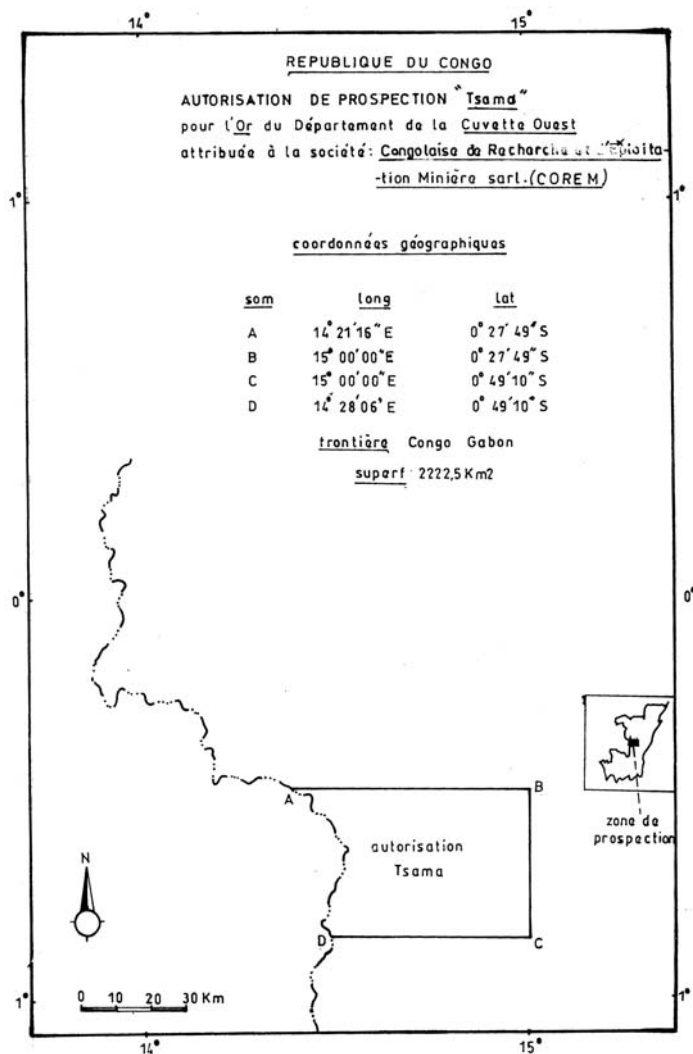 14° 15°
REPUBLIQUE DU CONGO
AUTORISATION DE PROSPECTION "Tsama"
pour l'Or du Département de la Cuvette Ouest
attribuée à la société: Congolaise de Recherche et
-tion Minière sarl.(COREM)
1° 1°
coordonnées géographiques
som long lat
A 14° 21'16" E 0° 27'49" S
B 15° 00'00" E 0° 27'49" S
C 15° 00'00" E 0° 49'10" S
D 14° 28'06" E 0° 49'10" S
trontière Congo Gabon
superf 2222,5 Km2
0° 0°
A B
zone de
prospection
autorisation
Tsama
N
D C
0 10 20 30 Km
1° 1°
14° 15°